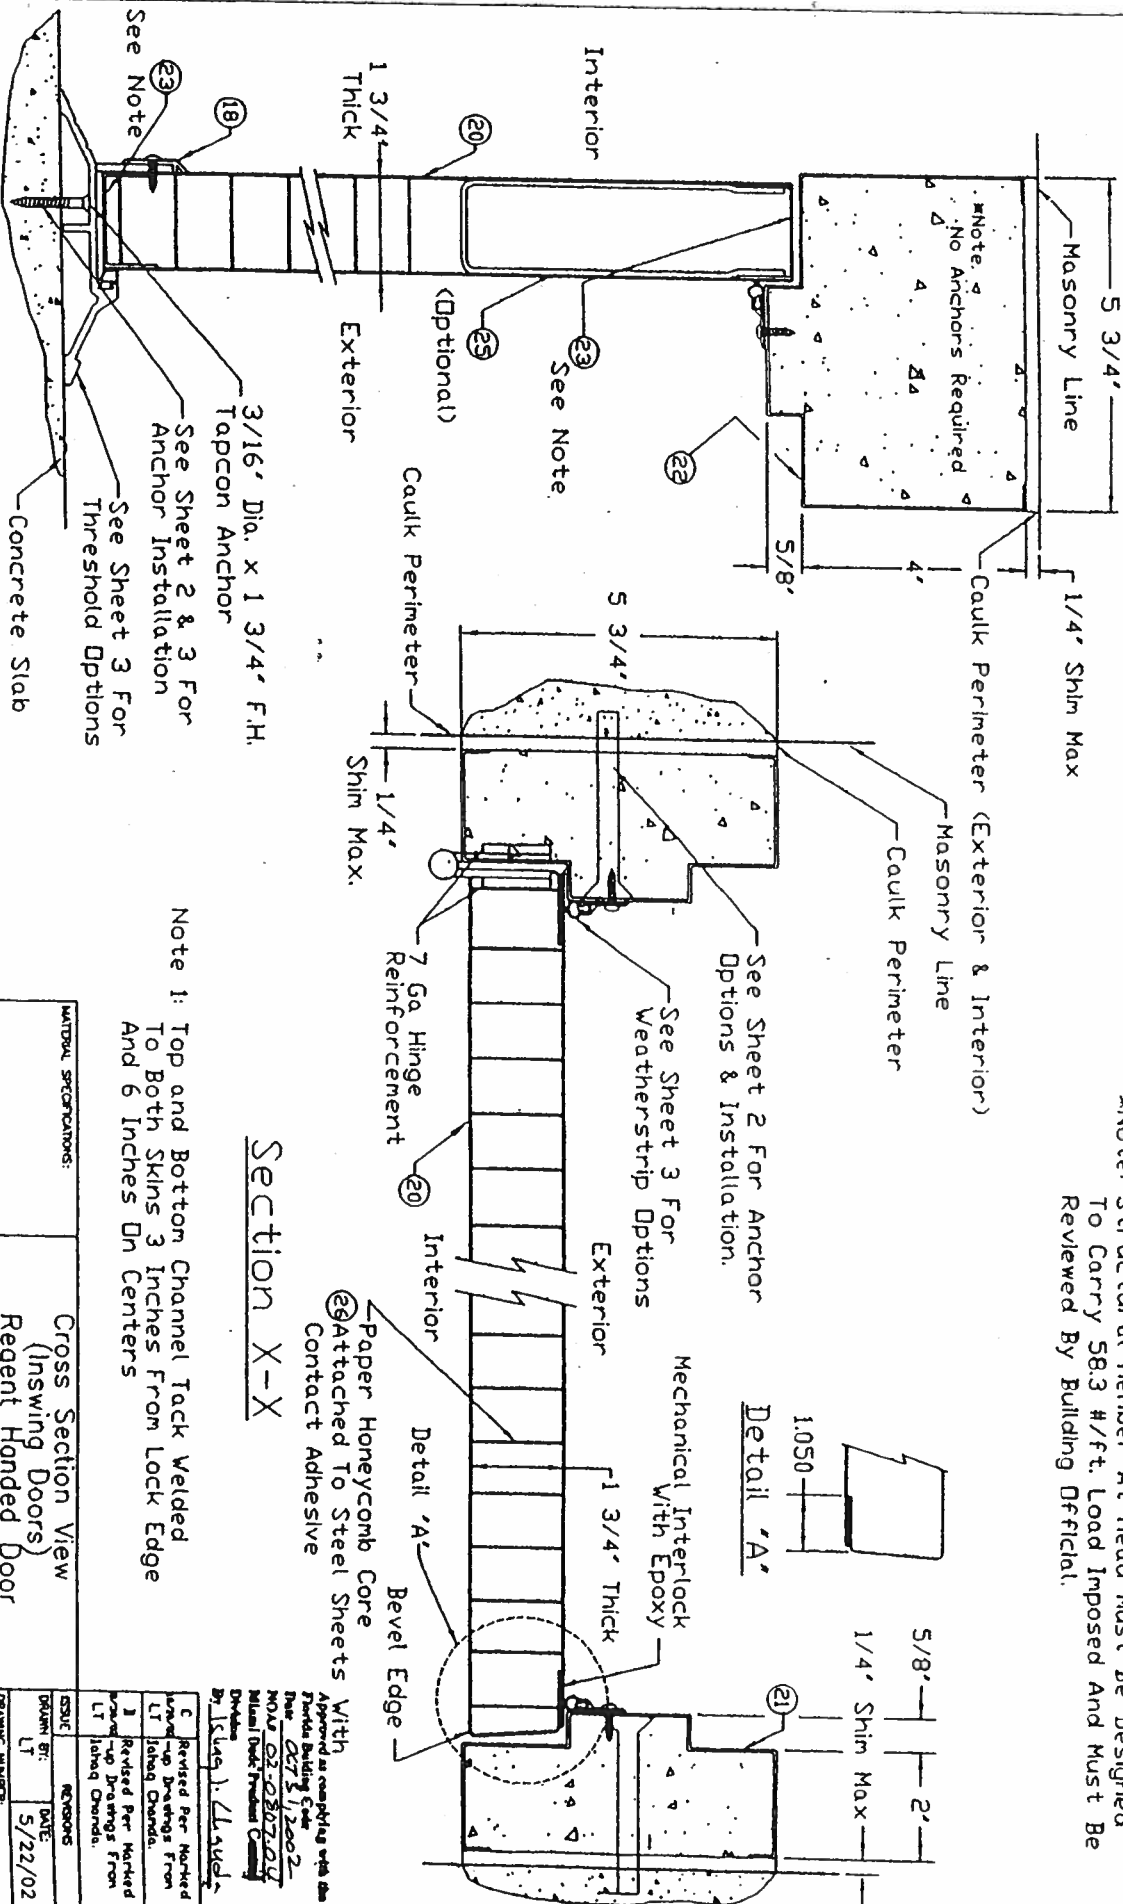 *Note: Structural Member At Head Must Be Designed
To Carry 58.3 #/ft. Load Imposed And Must Be
Reviewed By Building Official.
5 3/4"
Masonry Line
*Note:
No Anchors Required
1/4" Shim Max
Caulk Perimeter (Exterior & Interior)
4"
5/8"
22
Interior
23
See Note
25
(Optional)
20
1 3/4"
Thick
Exterior
18
23
See Note
3/16" Dia. x 1 3/4" F.H.
Tapcon Anchor
See Sheet 2 & 3 For
Anchor Installation
See Sheet 3 For
Threshold Options
Concrete Slab
Masonry Line
Caulk Perimeter
5 3/4"
Caulk Perimeter
1/4"
Shim Max.
See Sheet 2 For Anchor
Options & Installation.
See Sheet 3 For
Weatherstrip Options
7 Ga Hinge
Reinforcement
20
Exterior
Interior
Section X-X
Paper Honeycomb Core
26 Attached To Steel Sheets With
Contact Adhesive
1 3/4" Thick
Mechanical Interlock
With Epoxy
Detail "A"
1.050
Detail "A"
Bevel Edge
21
5/8"
2"
1/4" Shim Max
Note 1: Top and Bottom Channel Tack Welded
To Both Skins 3 Inches From Lock Edge
And 6 Inches On Centers
MATERIAL SPECIFICATIONS:
Cross Section View
(Inswing Doors)
Regent Handed Door
Approved as complying with the
Florida Building Code
Date OCT 31, 2002
NOA# 02-0807.04
Miami Dade Product Control
Division
By
C
Revised Per Marked
-up Drawings From
LT
Ishaq Chanda.
B
Revised Per Marked
-up Drawings From
LT
Ishaq Chanda.
ISSUE
REVISIONS
DRAWN BY:
LT
DATE:
5/22/02
DRAWING NUMBER: